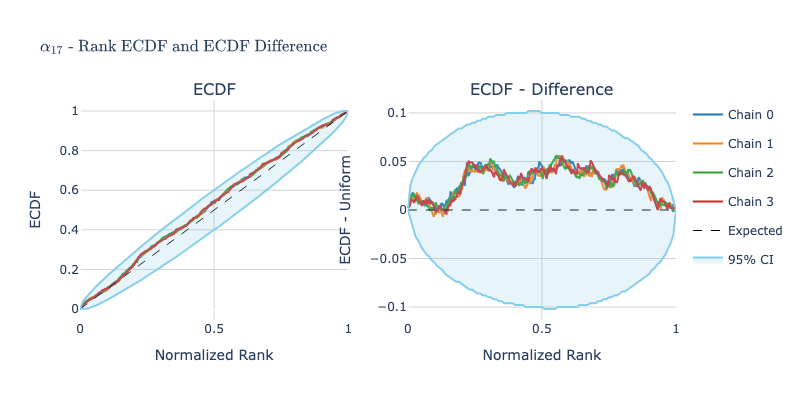 α₁₇ - Rank ECDF and ECDF Difference
ECDF
ECDF - Difference
ECDF
1
0.8
0.6
0.4
0.2
0
0
0.5
1
Normalized Rank
ECDF - Uniform
0.1
0.05
0
−0.05
−0.1
0
0.5
1
Normalized Rank
Chain 0
Chain 1
Chain 2
Chain 3
Expected
95% CI